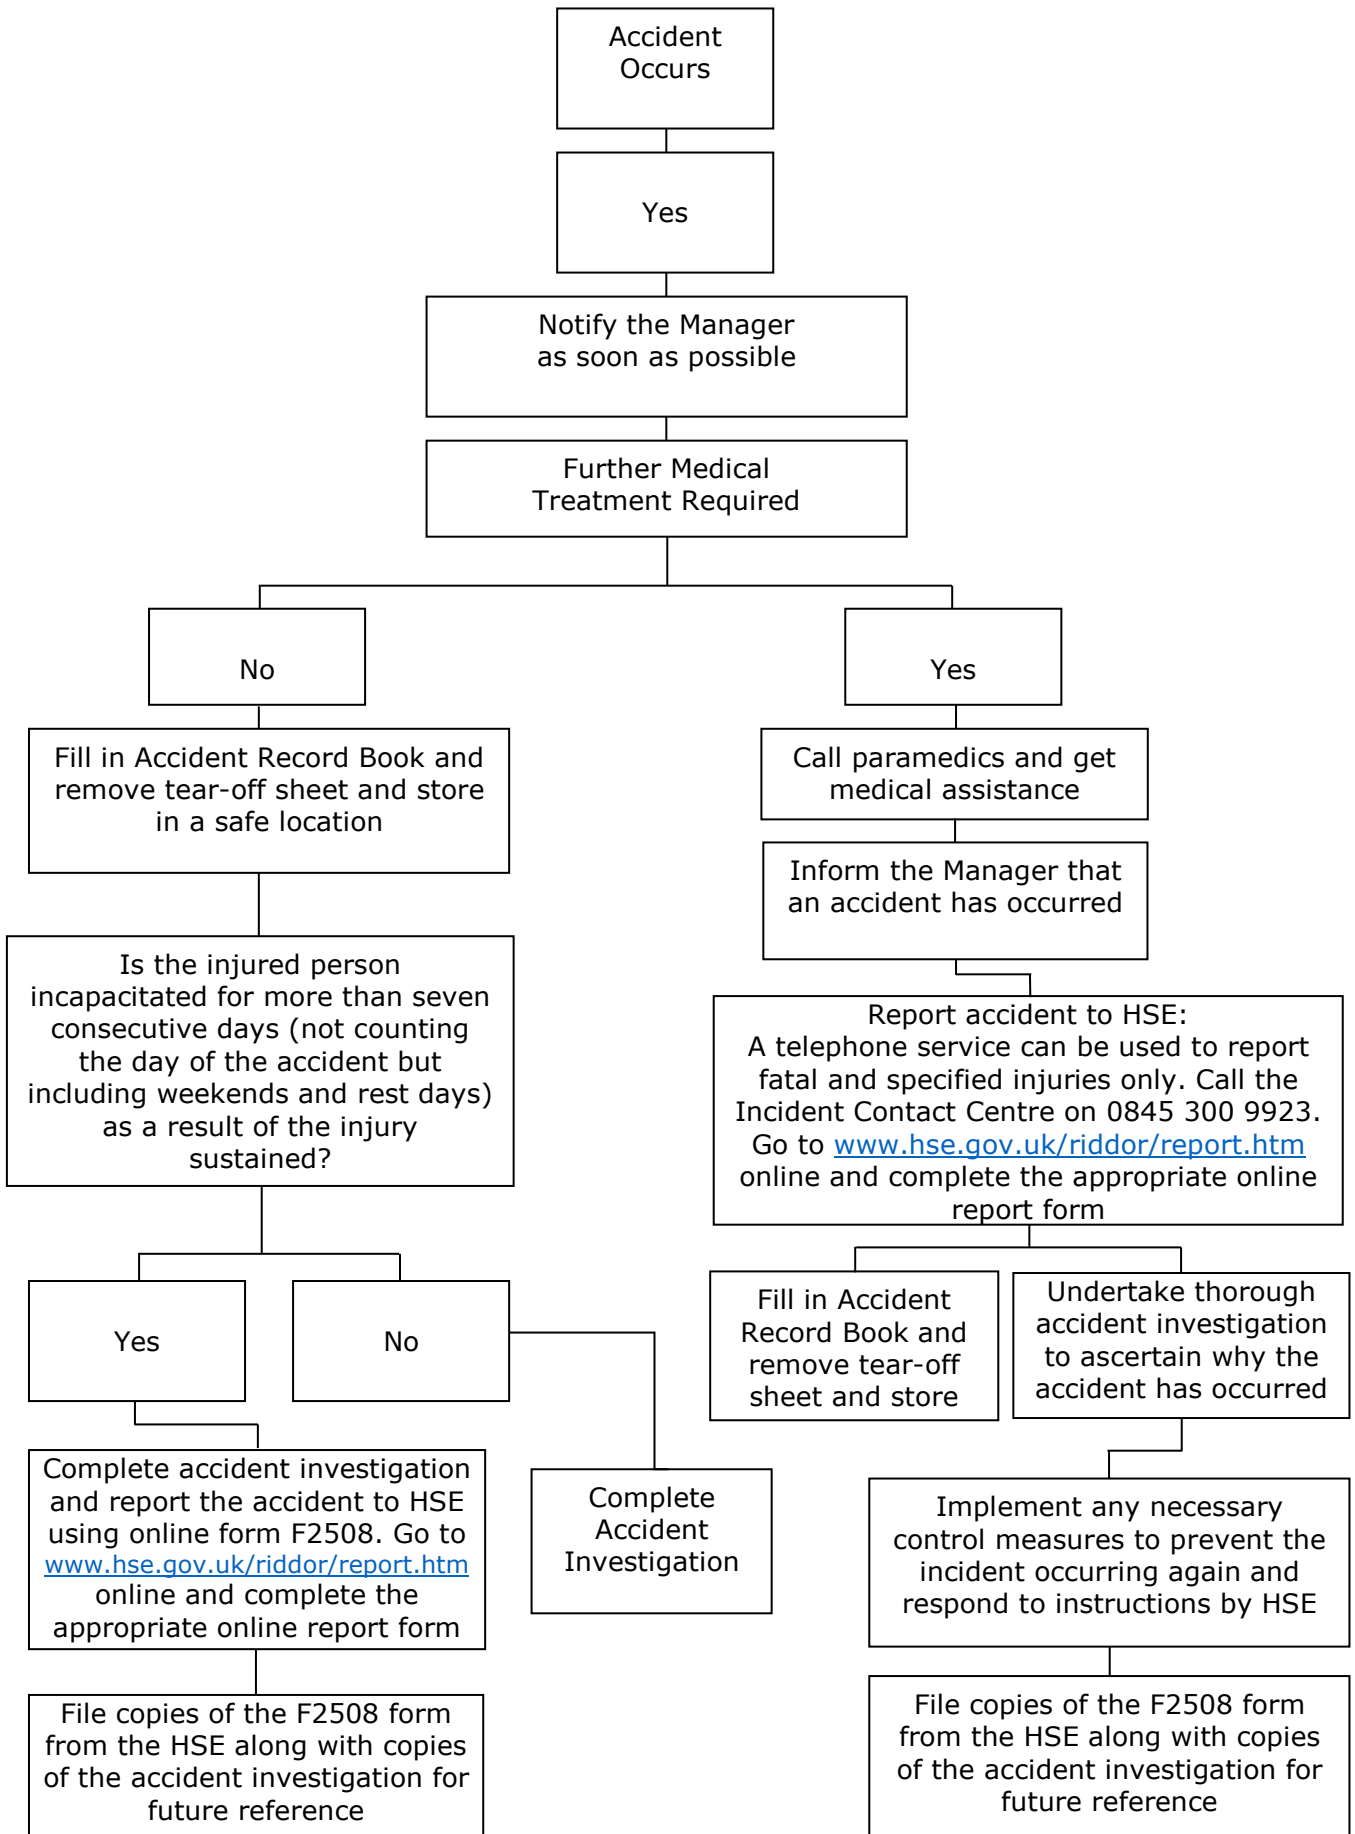 Accident
Occurs
Yes
Notify the Manager
as soon as possible
Further Medical
Treatment Required
No
Yes
Fill in Accident Record Book and
remove tear-off sheet and store
in a safe location
Call paramedics and get
medical assistance
Inform the Manager that
an accident has occurred
Is the injured person
incapacitated for more than seven
consecutive days (not counting
the day of the accident but
including weekends and rest days)
as a result of the injury
sustained?
Report accident to HSE:
A telephone service can be used to report
fatal and specified injuries only. Call the
Incident Contact Centre on 0845 300 9923.
Go to www.hse.gov.uk/riddor/report.htm
online and complete the appropriate online
report form
Yes
No
Fill in Accident
Record Book and
remove tear-off
sheet and store
Undertake thorough
accident investigation
to ascertain why the
accident has occurred
Complete accident investigation
and report the accident to HSE
using online form F2508. Go to
www.hse.gov.uk/riddor/report.htm
online and complete the
appropriate online report form
Complete
Accident
Investigation
Implement any necessary
control measures to prevent the
incident occurring again and
respond to instructions by HSE
File copies of the F2508 form
from the HSE along with copies
of the accident investigation for
future reference
File copies of the F2508 form
from the HSE along with copies
of the accident investigation for
future reference